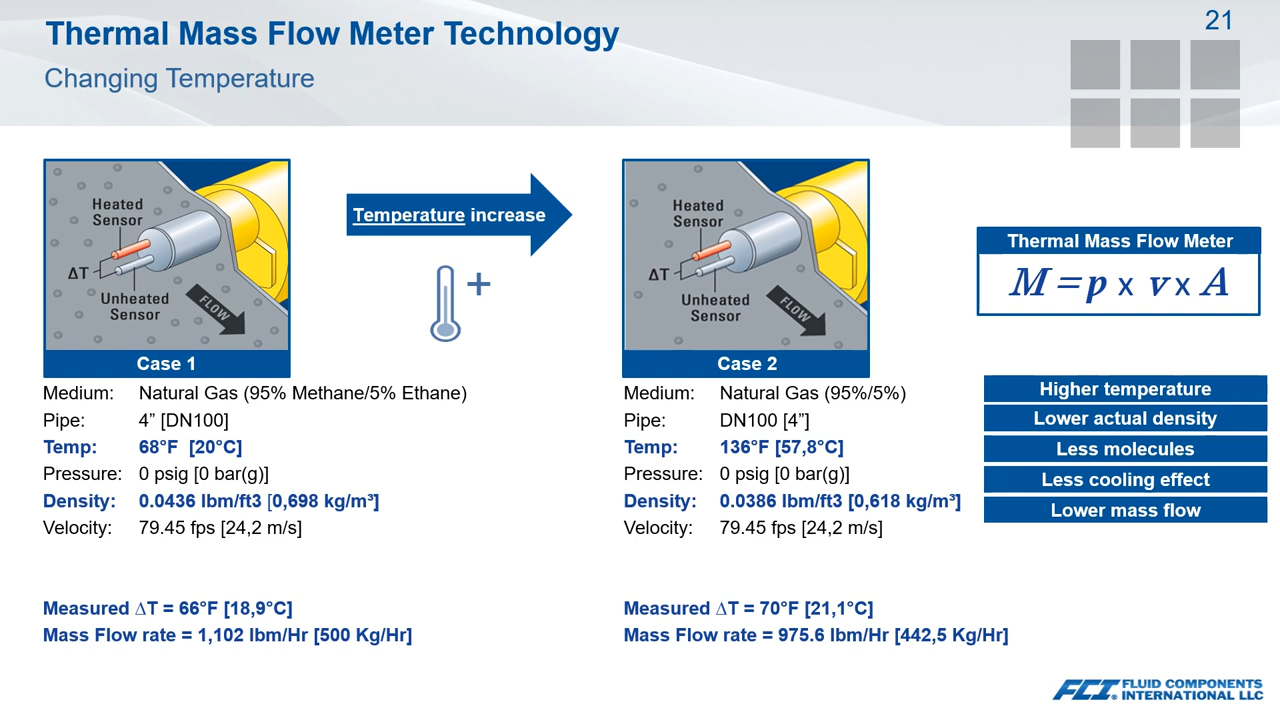 Thermal Mass Flow Meter Technology
21
Changing Temperature
Heated
Sensor
ΔT
Unheated
Sensor
FLOW
Case 1
Temperature increase
+
Heated
Sensor
ΔT
Unheated
Sensor
FLOW
Case 2
Thermal Mass Flow Meter
M = p x v x A
Medium: Natural Gas (95% Methane/5% Ethane)
Pipe: 4” [DN100]
Temp: 68°F [20°C]
Pressure: 0 psig [0 bar(g)]
Density: 0.0436 lbm/ft3 [0,698 kg/m³]
Velocity: 79.45 fps [24,2 m/s]
Measured ∆T = 66°F [18,9°C]
Mass Flow rate = 1,102 lbm/Hr [500 Kg/Hr]
Medium: Natural Gas (95%/5%)
Pipe: DN100 [4”]
Temp: 136°F [57,8°C]
Pressure: 0 psig [0 bar(g)]
Density: 0.0386 lbm/ft3 [0,618 kg/m³]
Velocity: 79.45 fps [24,2 m/s]
Measured ∆T = 70°F [21,1°C]
Mass Flow rate = 975.6 lbm/Hr [442,5 Kg/Hr]
Higher temperature
Lower actual density
Less molecules
Less cooling effect
Lower mass flow
FCI® FLUID COMPONENTS
INTERNATIONAL LLC